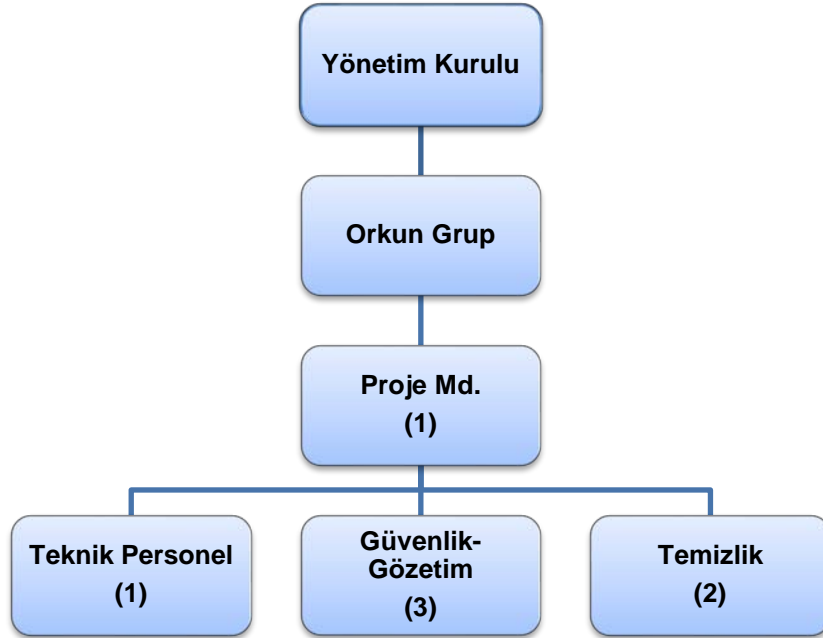 Yönetim Kurulu
Orkun Grup
Proje Md.
(1)
Teknik Personel
(1)
Güvenlik-
Gözetim
(3)
Temizlik
(2)